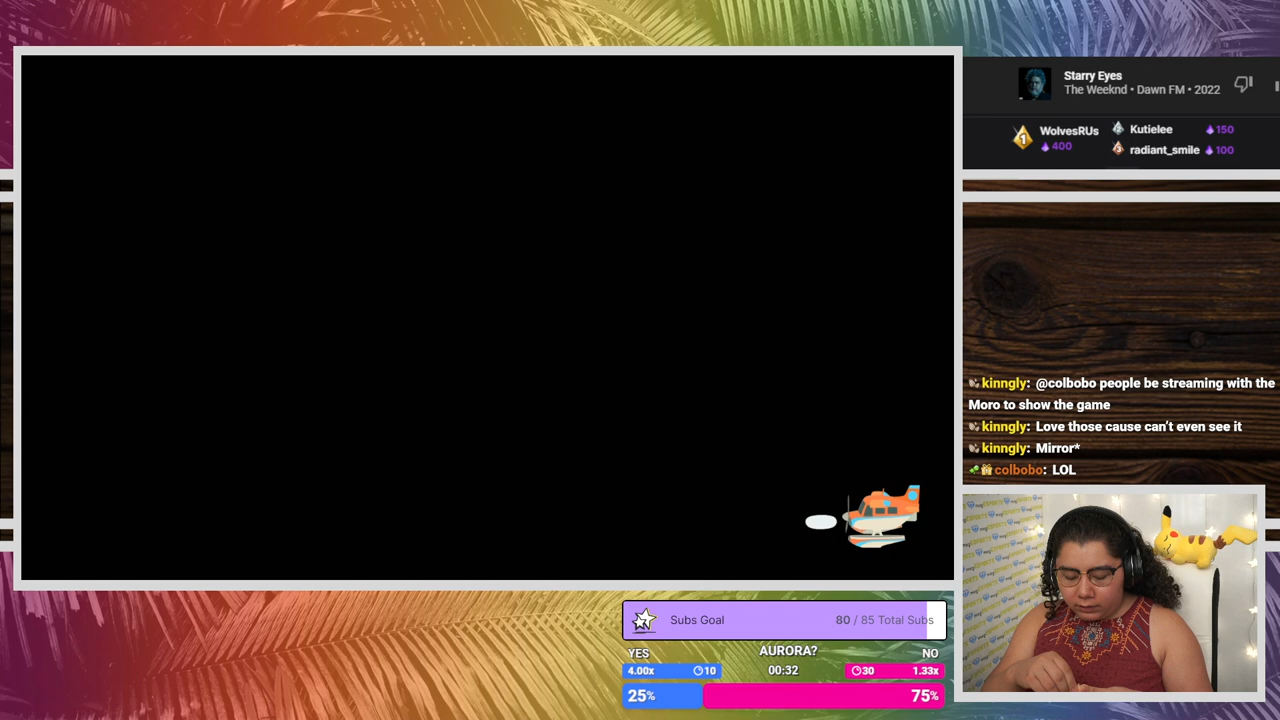 Starry Eyes
The Weeknd • Dawn FM • 2022
1 WolvesRUs
400
Kutielee 150
3 radiant_smile 100
kinngly: @colbobo people be streaming with the
Moro to show the game
kinngly: Love those cause can't even see it
kinngly: Mirror*
colbobo: LOL
Subs Goal 80 / 85 Total Subs
YES AURORA? NO
4.00x 10 00:32 30 1.33x
25% 75%